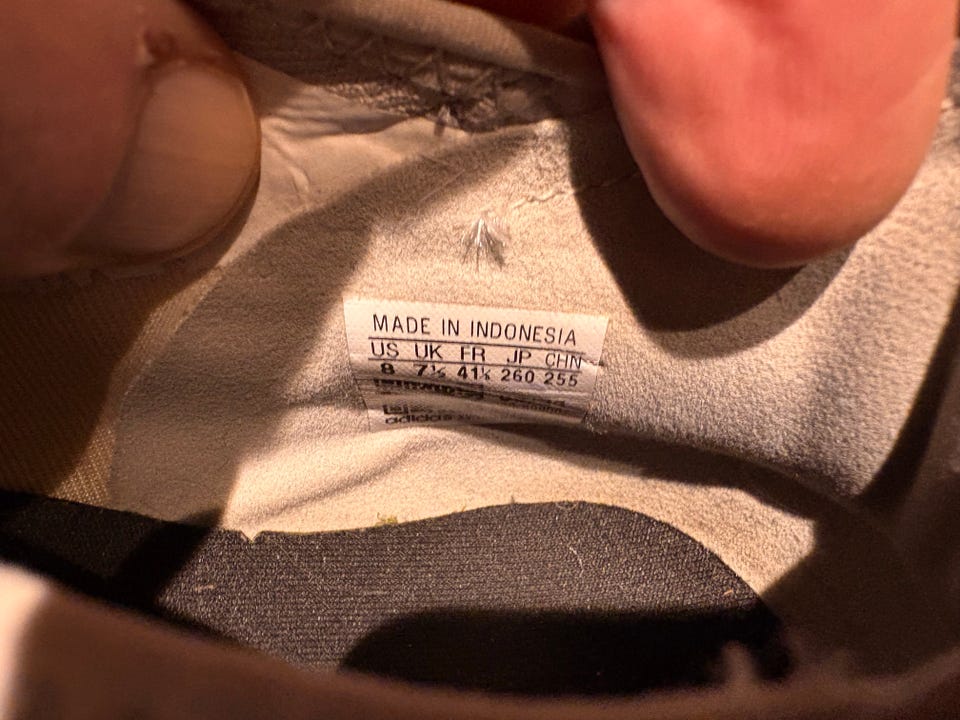 MADE IN INDONESIA
US UK FR JP CHN
8 7½ 41⅓ 260 255
adidas